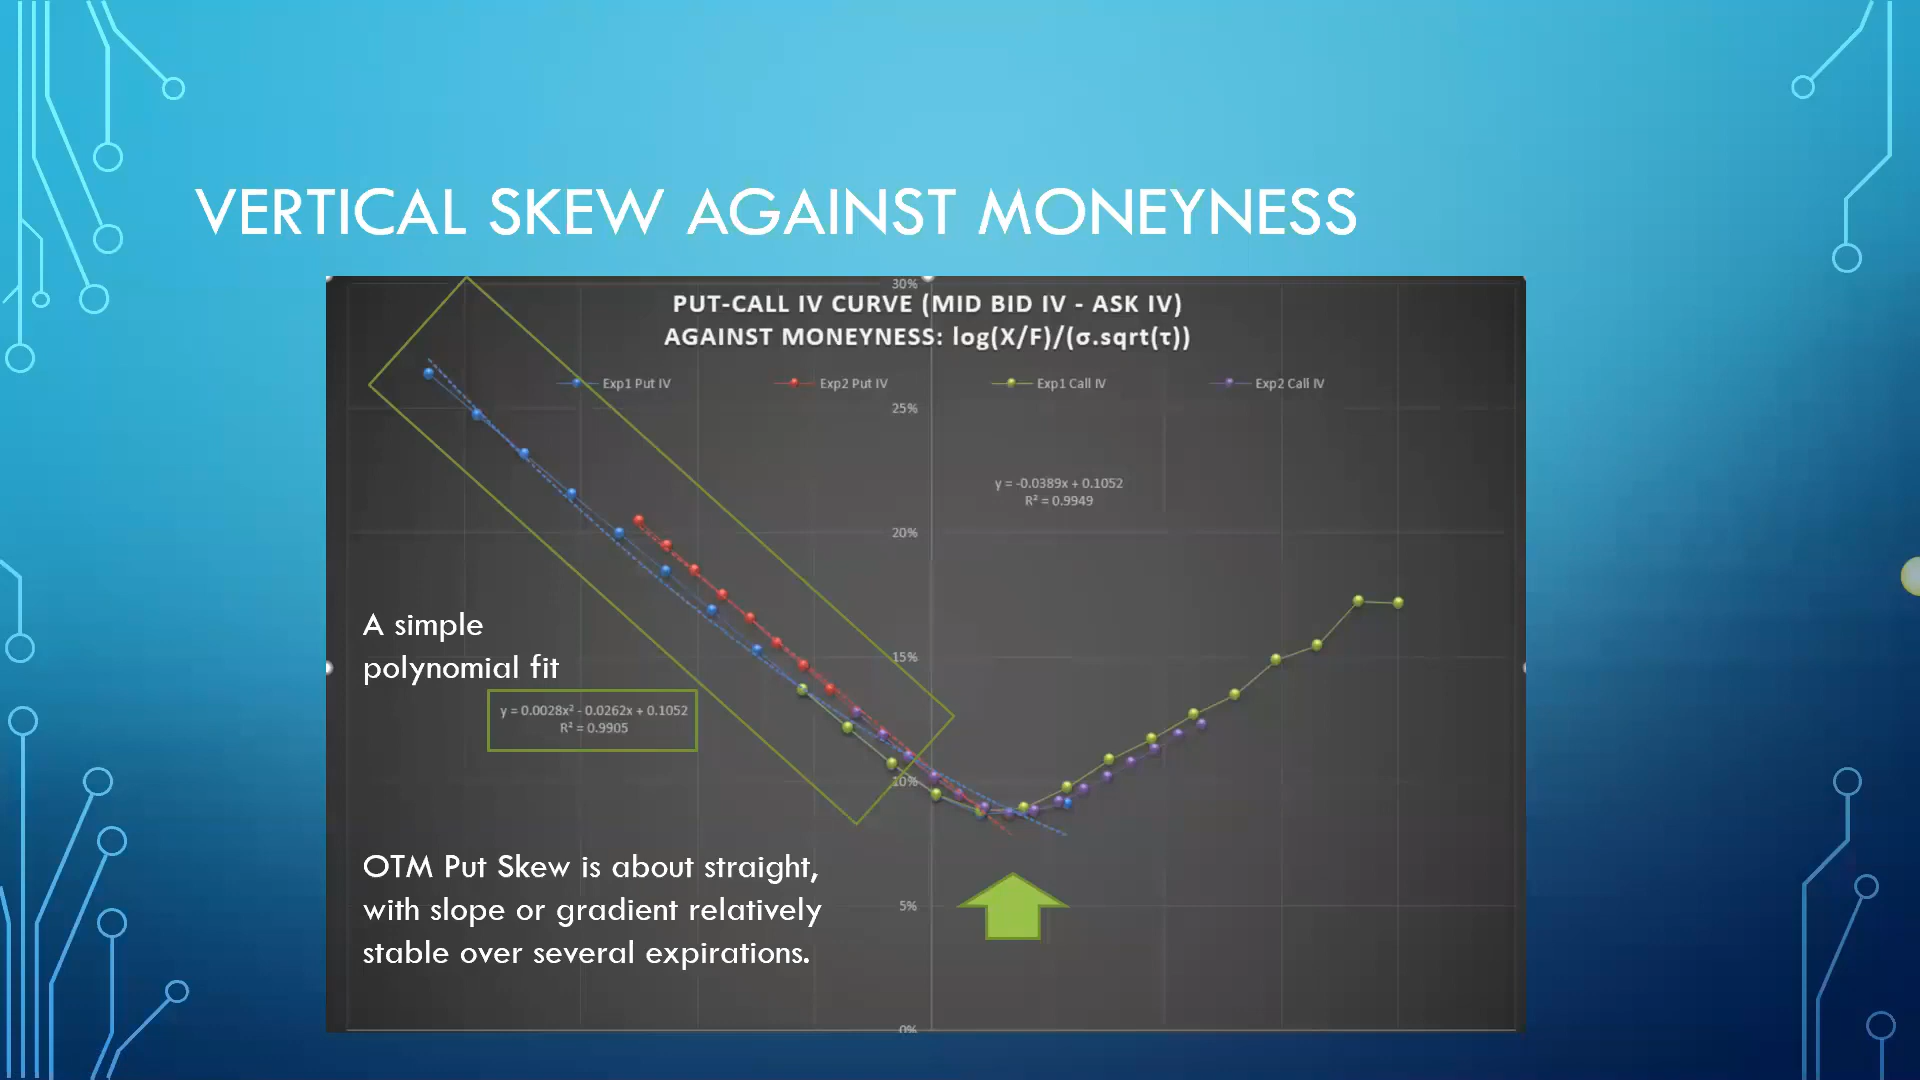 VERTICAL SKEW AGAINST MONEYNESS
30%
PUT-CALL IV CURVE (MID BID IV - ASK IV)
AGAINST MONEYNESS: log(X/F)/(σ.sqrt(τ))
Exp1 Put IV
Exp2 Put IV
Exp1 Call IV
Exp2 Call IV
25%
y = -0.0389x + 0.1052
R² = 0.9949
20%
A simple
polynomial fit
15%
y = 0.0028x² - 0.0262x + 0.1052
R² = 0.9905
10%
OTM Put Skew is about straight,
with slope or gradient relatively
stable over several expirations.
5%
0%